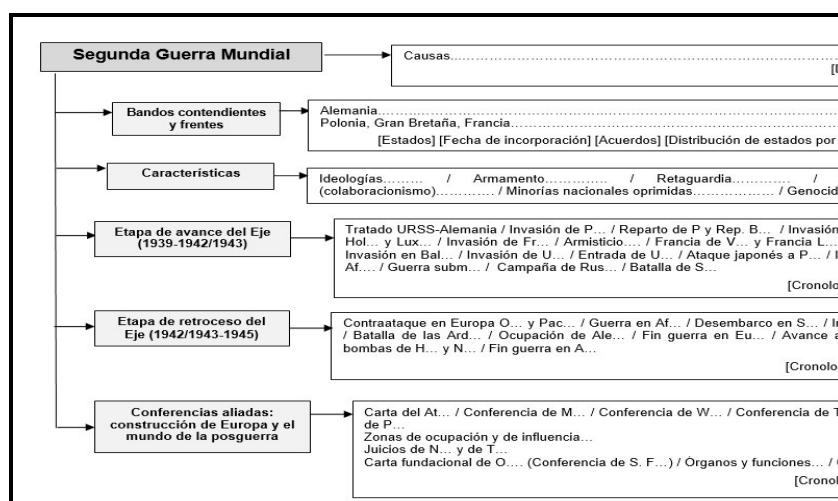 Segunda Guerra Mundial
Causas……………………………………………………………………
Bandos contendientes
y frentes
Alemania……………………………………………………………………
Polonia, Gran Bretaña, Francia……………………………………………
[Estados] [Fecha de incorporación] [Acuerdos] [Distribución de estados por
Características
Ideologías……… / Armamento………….. / Retaguardia…………. /
(colaboracionismo)…………. / Minorías nacionales oprimidas……………… / Genocid
Etapa de avance del Eje
(1939-1942/1943)
Tratado URSS-Alemania / Invasión de P… / Reparto de P y Rep. B… / Invasión
Hol… y Lux… / Invasión de Fr… / Armisticio…. / Francia de V… y Francia L…
Invasión en Bal… / Invasión de U… / Entrada de U… / Ataque japonés a P… / I
Af…. / Guerra subm… / Campaña de Rus… / Batalla de S…
[Cronolo
Etapa de retroceso del
Eje (1942/1943-1945)
Contraataque en Europa O… y Pac… / Guerra en Af… / Desembarco en S… / I
/ Batalla de las Ard… / Ocupación de Ale… / Fin guerra en Eu… / Avance a
bombas de H… y N… / Fin guerra en A…
[Cronolo
Conferencias aliadas:
construcción de Europa y el
mundo de la posguerra
Carta del At… / Conferencia de M… / Conferencia de W… / Conferencia de T
de P…
Zonas de ocupación y de influencia…
Juicios de N… y de T…
Carta fundacional de O…. (Conferencia de S. F…) / Órganos y funciones… /
[Cronol